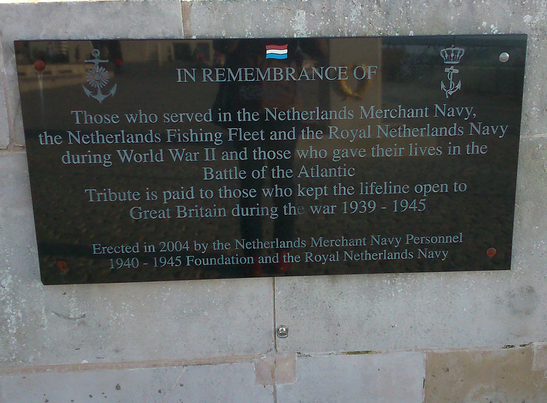 IN REMEMBRANCE OF
Those who served in the Netherlands Merchant Navy,
the Netherlands Fishing Fleet and the Royal Netherlands Navy
during World War II and those who gave their lives in the
Battle of the Atlantic
Tribute is paid to those who kept the lifeline open to
Great Britain during the war 1939 - 1945
Erected in 2004 by the Netherlands Merchant Navy Personnel
1940 - 1945 Foundation and the Royal Netherlands Navy